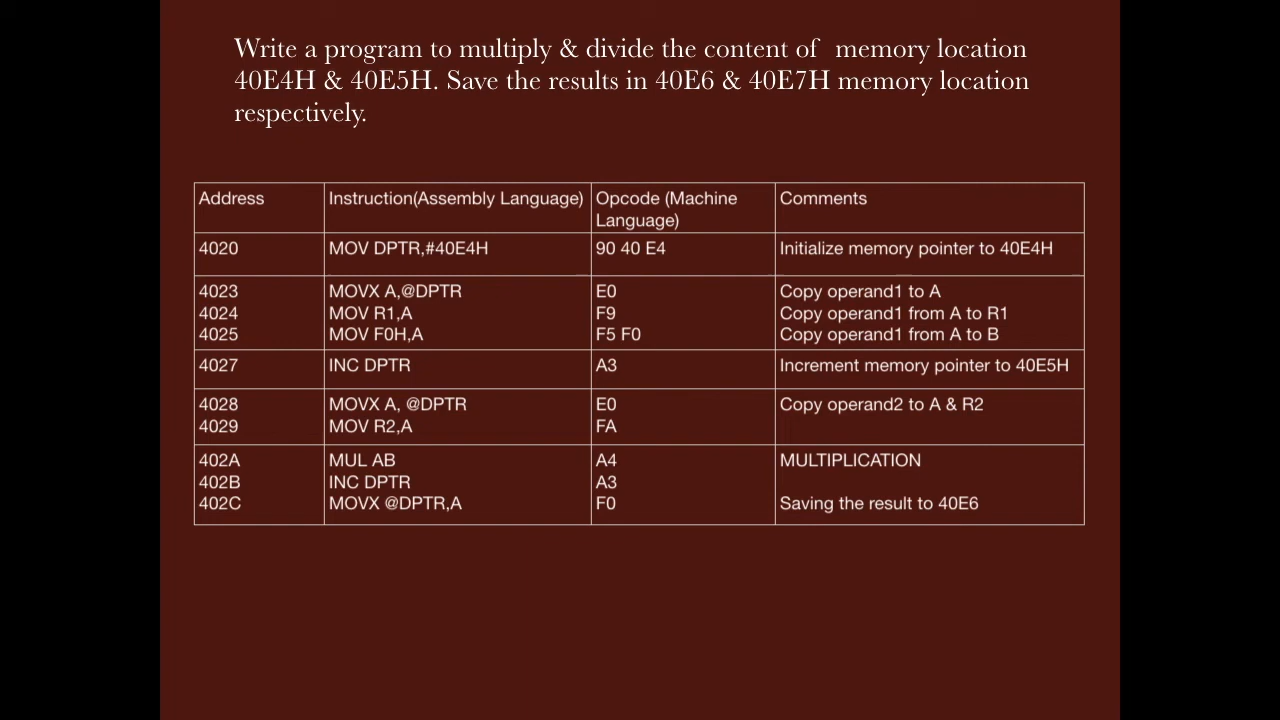 Write a program to multiply & divide the content of  memory location
40E4H & 40E5H. Save the results in 40E6 & 40E7H memory location
respectively.
Address Instruction(Assembly Language) Opcode (Machine Language) Comments
4020 MOV DPTR,#40E4H 90 40 E4 Initialize memory pointer to 40E4H
4023 MOVX A,@DPTR E0 Copy operand1 to A
4024 MOV R1,A F9 Copy operand1 from A to R1
4025 MOV F0H,A F5 F0 Copy operand1 from A to B
4027 INC DPTR A3 Increment memory pointer to 40E5H
4028 MOVX A, @DPTR E0 Copy operand2 to A & R2
4029 MOV R2,A FA
402A MUL AB A4 MULTIPLICATION
402B INC DPTR A3
402C MOVX @DPTR,A F0 Saving the result to 40E6